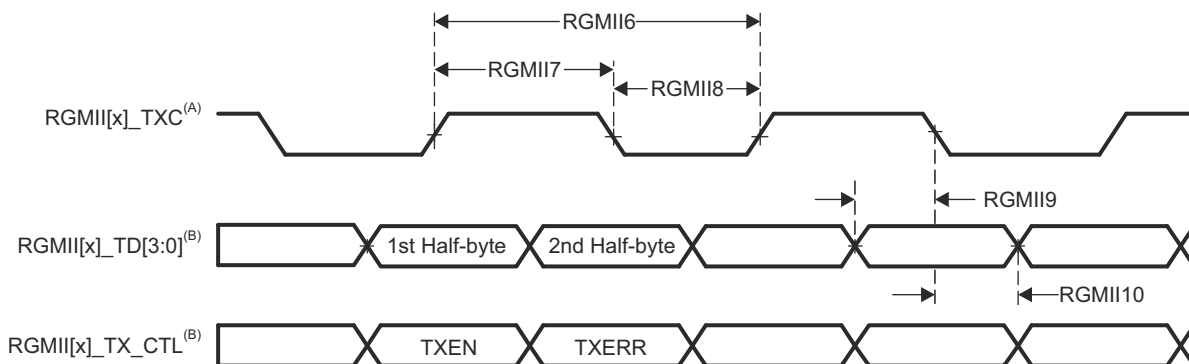 RGMII6
RGMII7
RGMII8
RGMII[x]_TXC(A)
RGMII9
RGMII[x]_TD[3:0](B)
1st Half-byte
2nd Half-byte
RGMII10
RGMII[x]_TX_CTL(B)
TXEN
TXERR